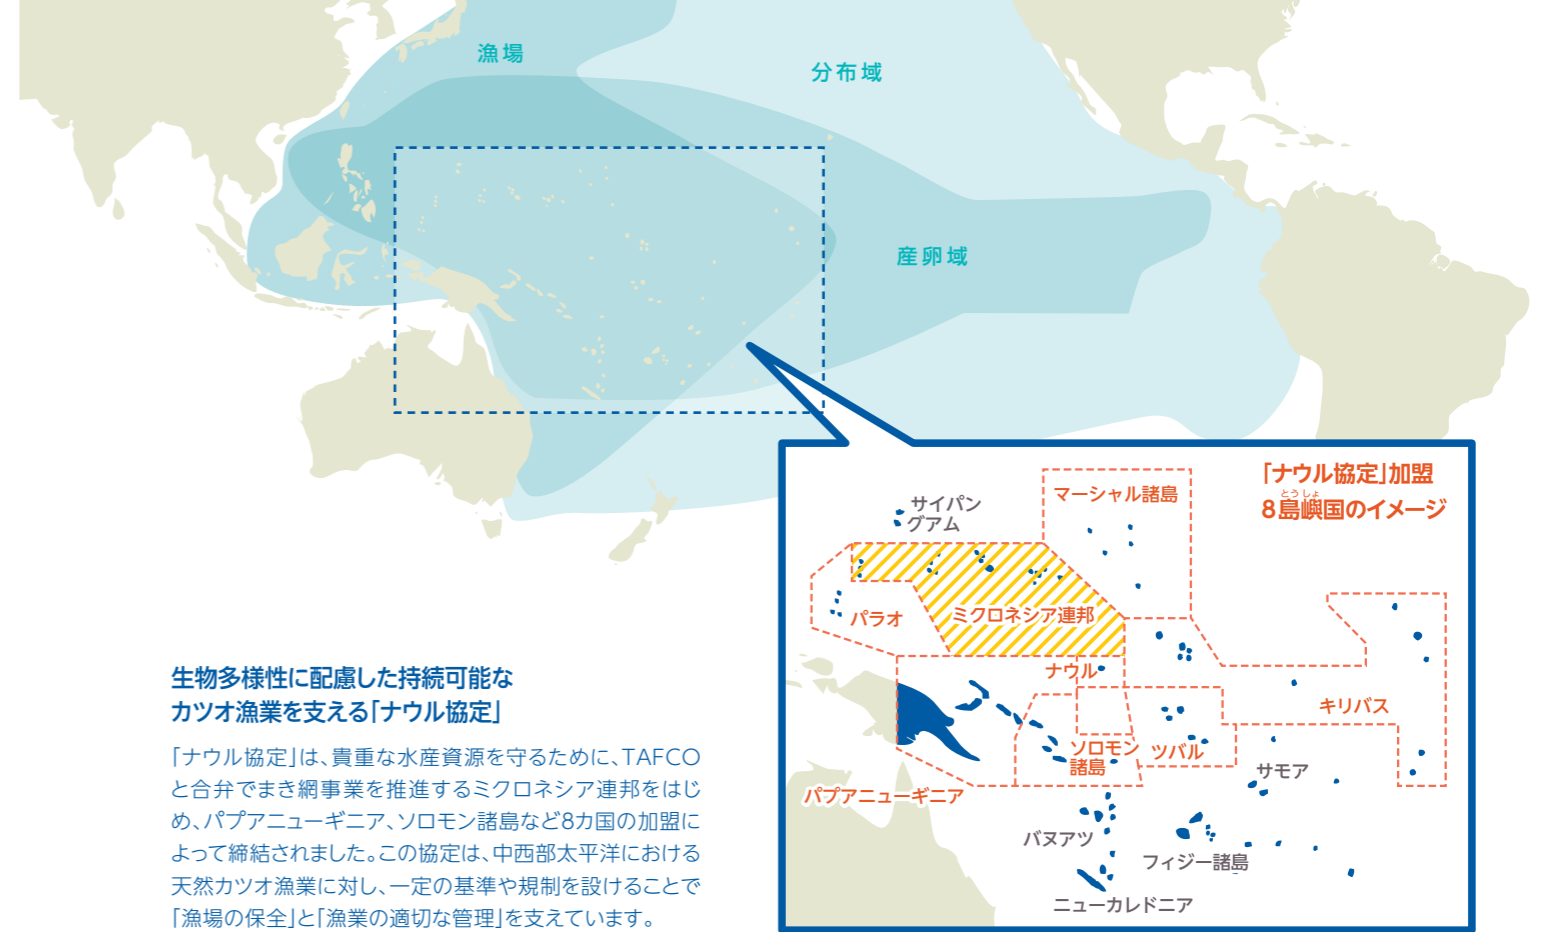 漁場
分布域
産卵域
「ナウル協定」加盟
とうしょ
8島嶼国のイメージ
マーシャル諸島
サイパン
グアム
パラオ
ミクロネシア連邦
ナウル
キリバス
ソロモン
諸島
ツバル
サモア
パプアニューギニア
バヌアツ
フィジー諸島
ニューカレドニア
生物多様性に配慮した持続可能な
カツオ漁業を支える「ナウル協定」
「ナウル協定」は、貴重な水産資源を守るために、TAFCO
と合弁でまき網事業を推進するミクロネシア連邦をはじ
め、パプアニューギニア、ソロモン諸島など8カ国の加盟に
よって締結されました。この協定は、中西部太平洋における
天然カツオ漁業に対し、一定の基準や規制を設けることで
「漁場の保全」と「漁業の適切な管理」を支えています。